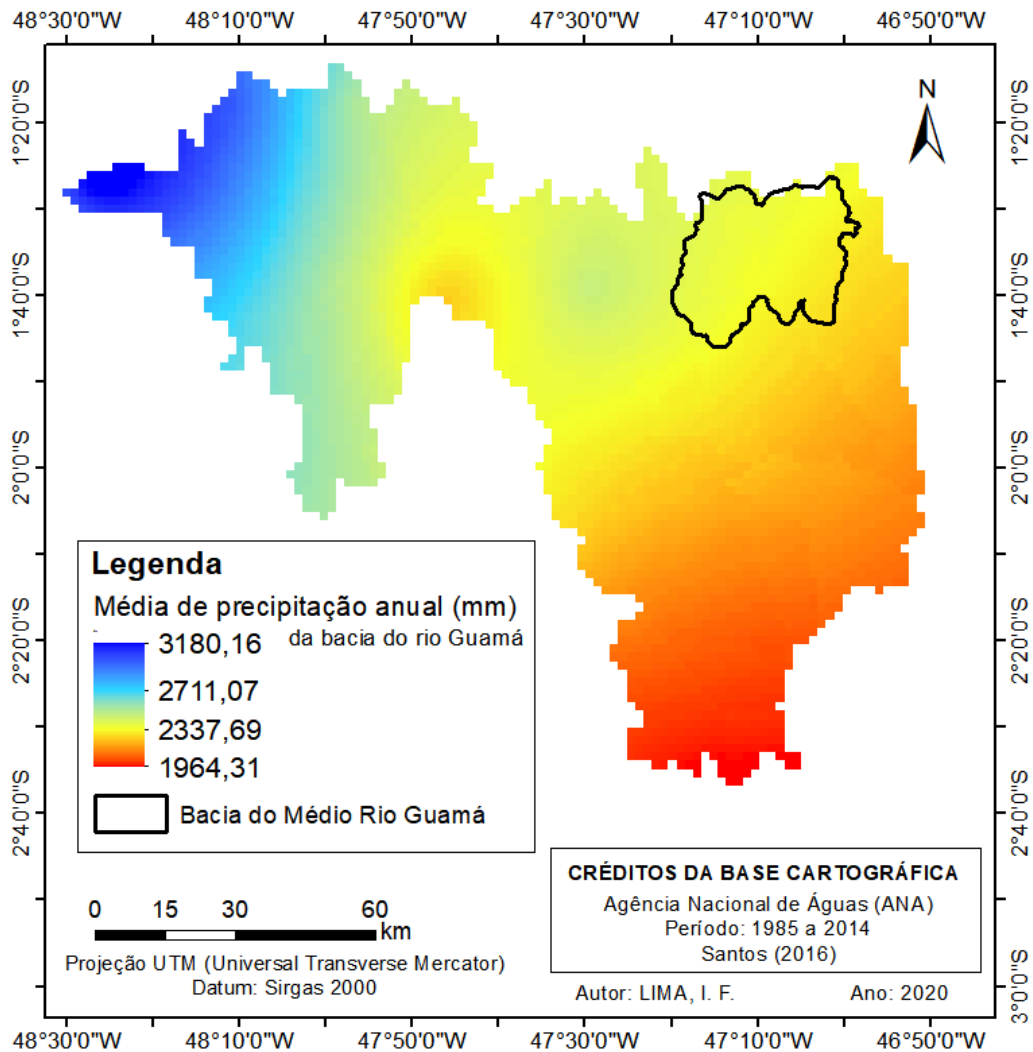 48°30'0"W 48°10'0"W 47°50'0"W 47°30'0"W 47°10'0"W 46°50'0"W
N
1°20'0"S 1°20'0"S
1°40'0"S 1°40'0"S
2°0'0"S 2°0'0"S
2°20'0"S 2°20'0"S
2°40'0"S 2°40'0"S
3°0'0"S
Legenda
Média de precipitação anual (mm)
da bacia do rio Guamá
3180,16
2711,07
2337,69
1964,31
Bacia do Médio Rio Guamá
0 15 30 60
km
Projeção UTM (Universal Transverse Mercator)
Datum: Sirgas 2000
CRÉDITOS DA BASE CARTOGRÁFICA
Agência Nacional de Águas (ANA)
Período: 1985 a 2014
Santos (2016)
Autor: LIMA, I. F. Ano: 2020
48°30'0"W 48°10'0"W 47°50'0"W 47°30'0"W 47°10'0"W 46°50'0"W